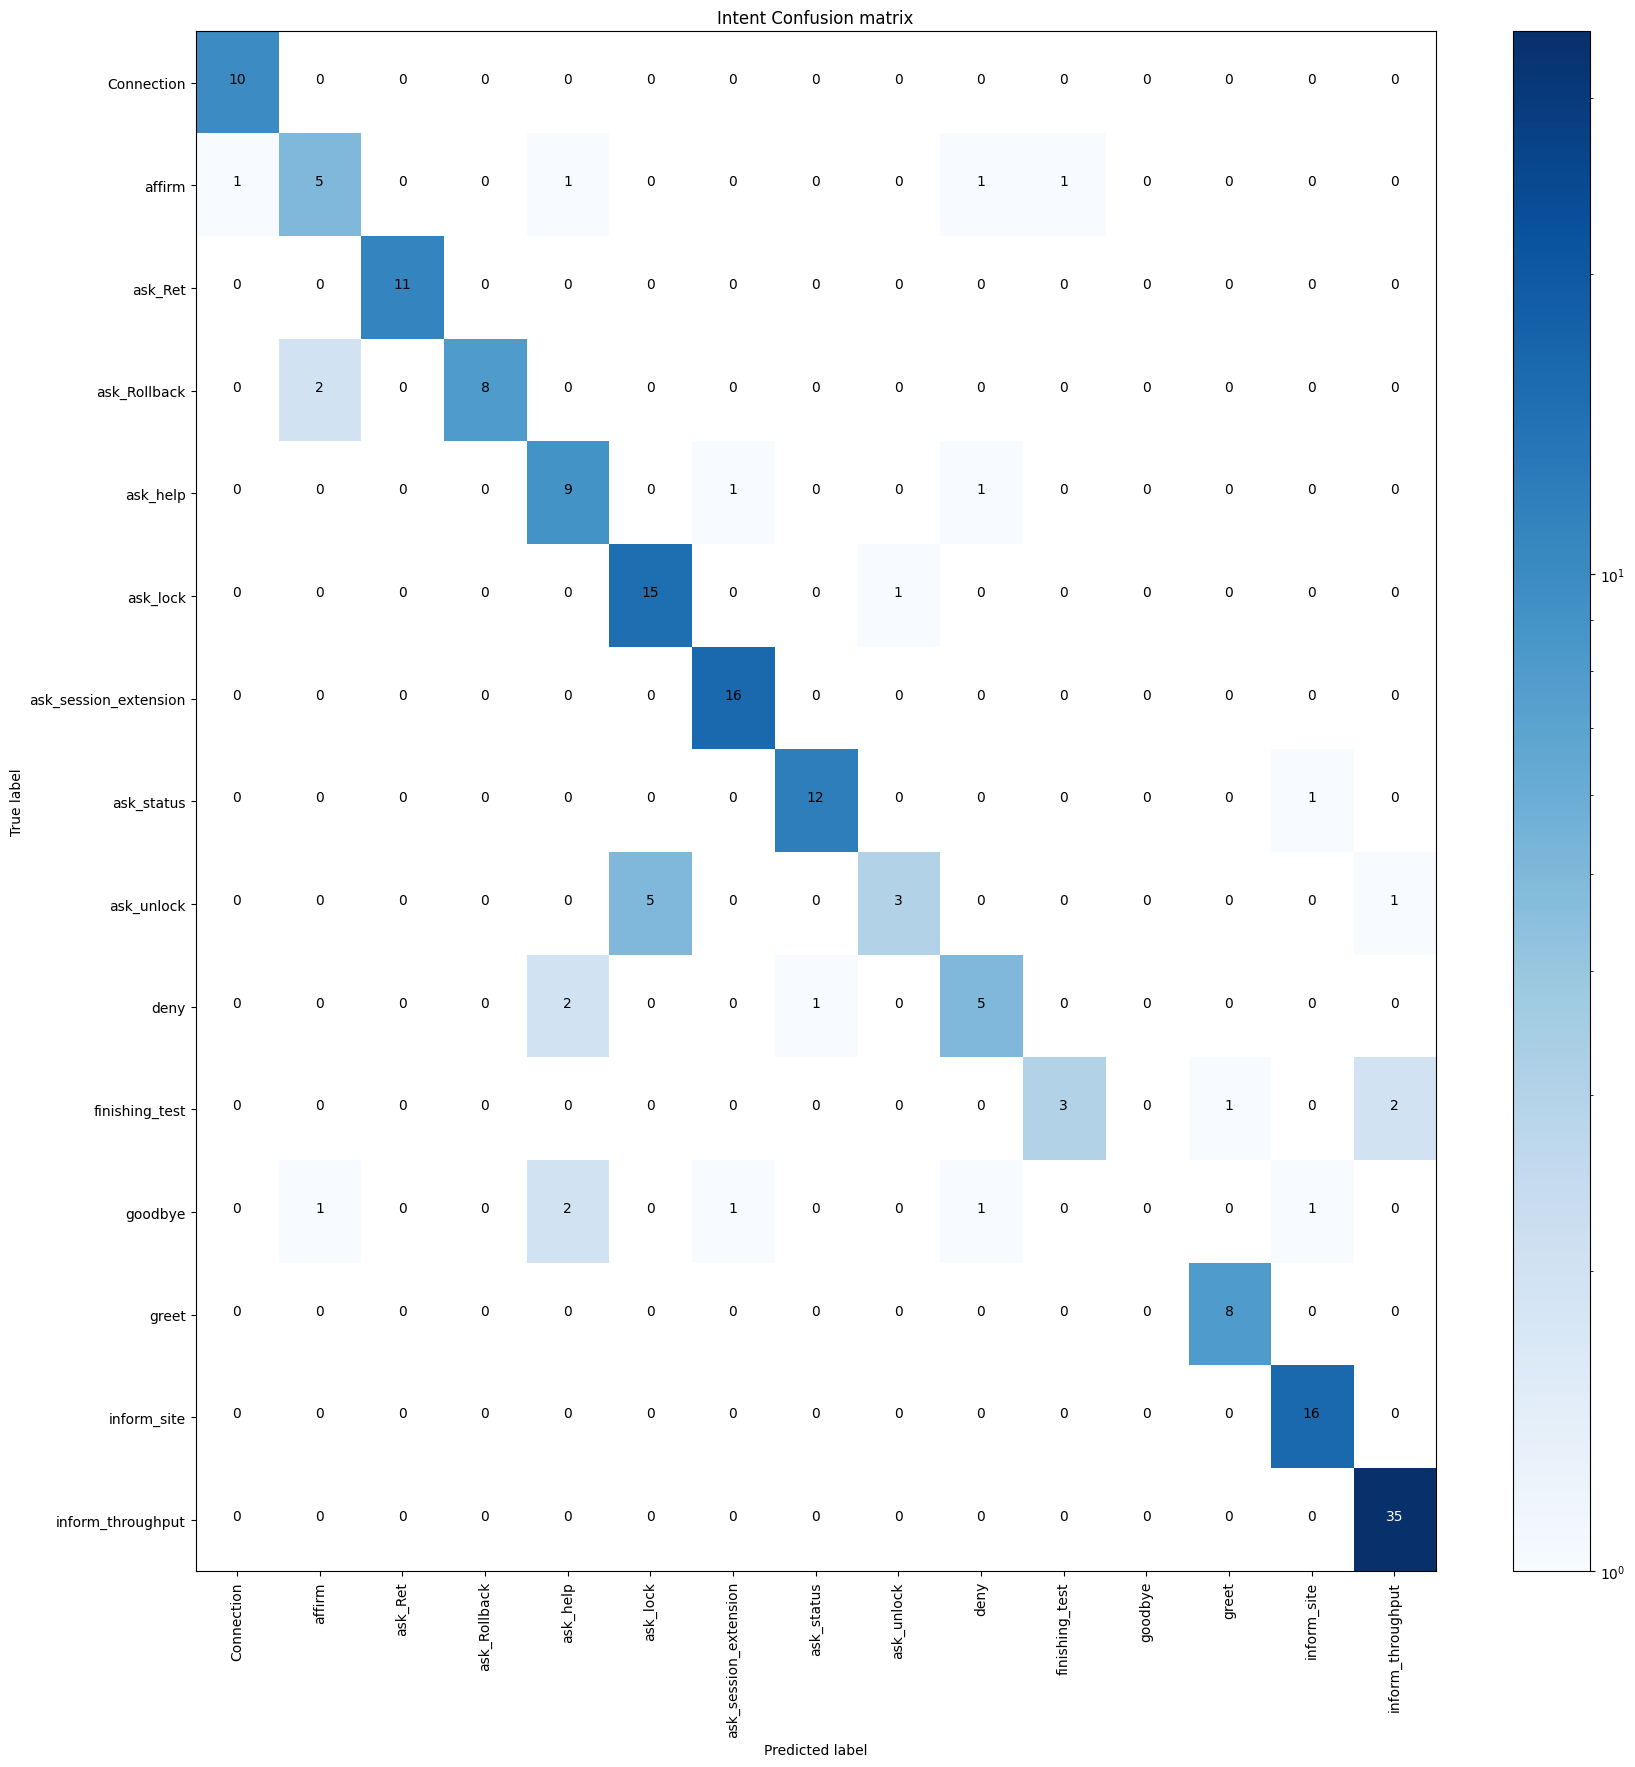 Intent Confusion matrix
Connection 10 0 0 0 0 0 0 0 0 0 0 0 0 0 0
affirm 1 5 0 0 1 0 0 0 0 1 1 0 0 0 0
ask_Ret 0 0 11 0 0 0 0 0 0 0 0 0 0 0 0
ask_Rollback 0 2 0 8 0 0 0 0 0 0 0 0 0 0 0
ask_help 0 0 0 0 9 0 1 0 0 1 0 0 0 0 0
ask_lock 0 0 0 0 0 15 0 0 1 0 0 0 0 0 0
10¹
ask_session_extension 0 0 0 0 0 0 16 0 0 0 0 0 0 0 0
ask_status 0 0 0 0 0 0 0 12 0 0 0 0 0 1 0
True label
ask_unlock 0 0 0 0 0 5 0 0 3 0 0 0 0 0 1
deny 0 0 0 0 2 0 0 1 0 5 0 0 0 0 0
finishing_test 0 0 0 0 0 0 0 0 0 0 3 0 1 0 2
goodbye 0 1 0 0 2 0 1 0 0 1 0 0 0 1 0
greet 0 0 0 0 0 0 0 0 0 0 0 0 8 0 0
inform_site 0 0 0 0 0 0 0 0 0 0 0 0 0 16 0
inform_throughput 0 0 0 0 0 0 0 0 0 0 0 0 0 0 35
10⁰
Connection
affirm
ask_Ret
ask_Rollback
ask_help
ask_lock
ask_session_extension
ask_status
ask_unlock
deny
finishing_test
goodbye
greet
inform_site
inform_throughput
Predicted label